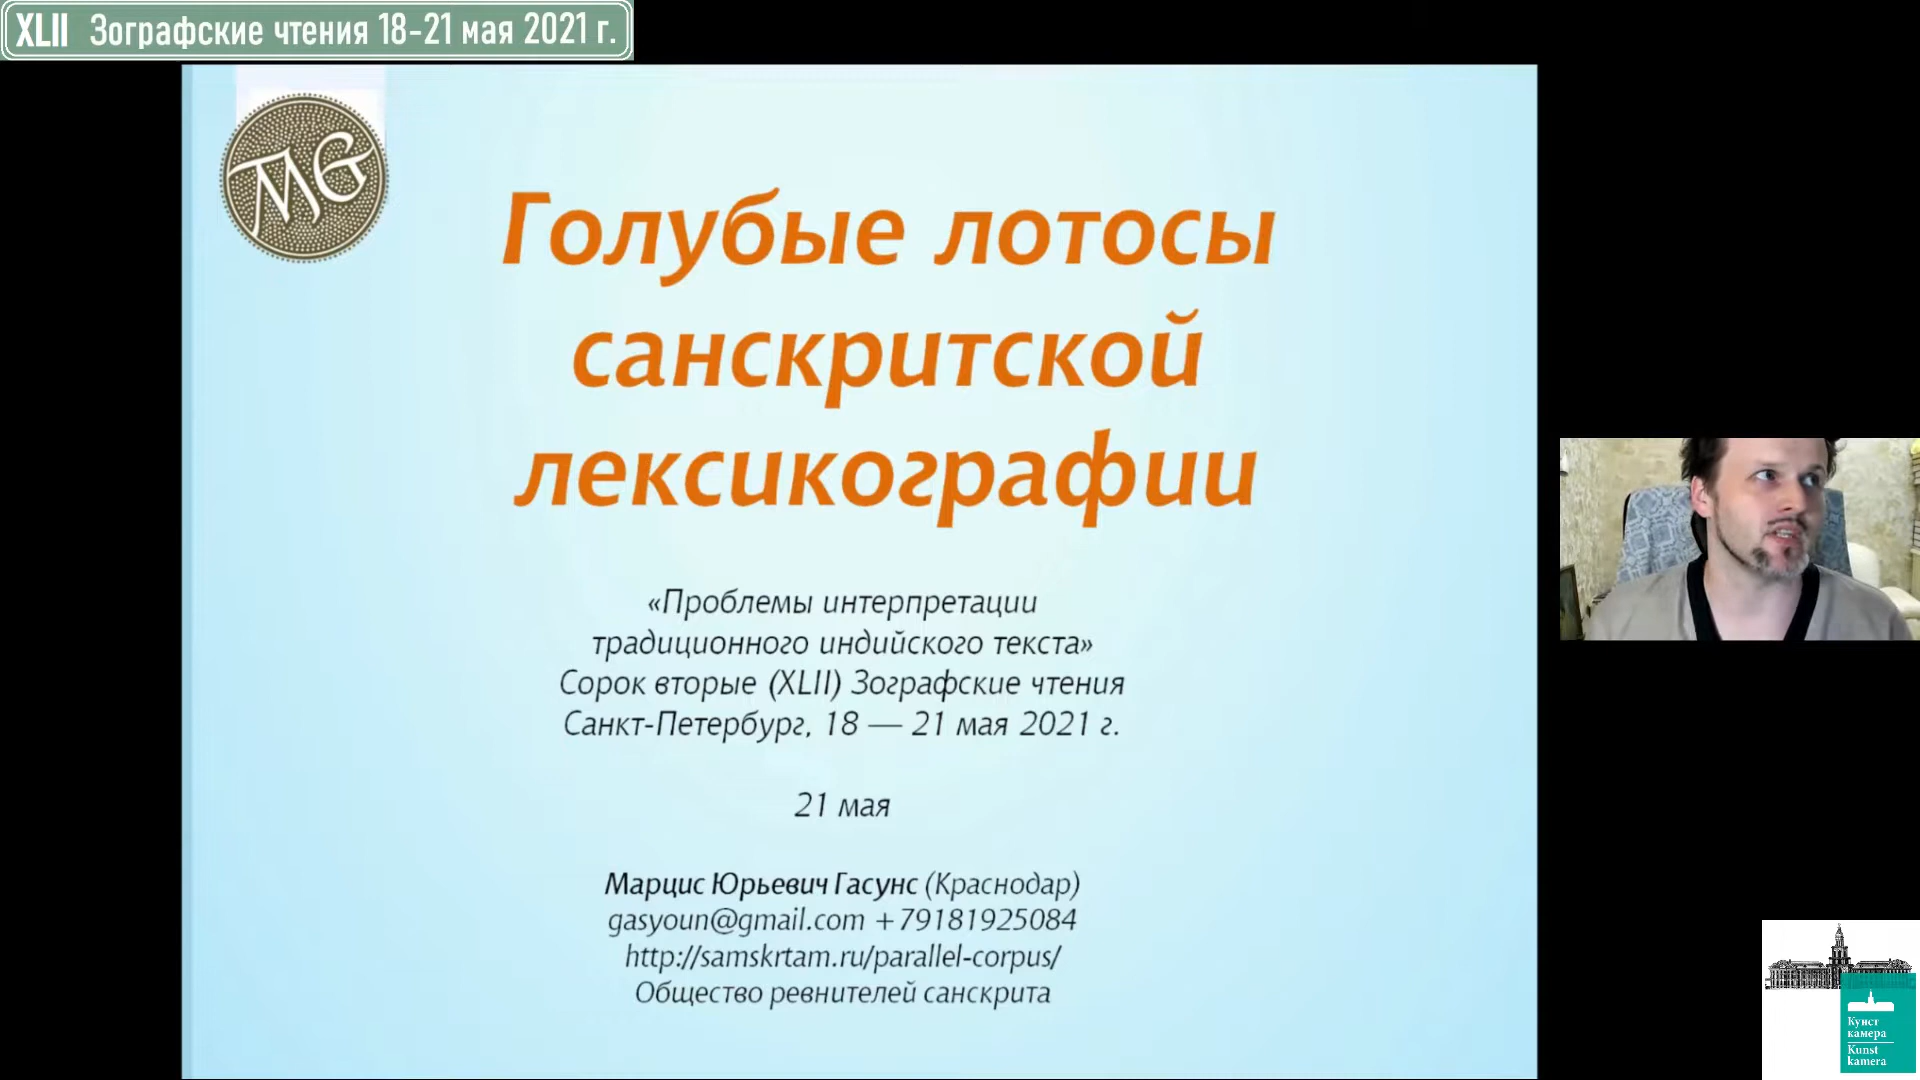 XLII Зографские чтения 18-21 мая 2021 г.
MG
Голубые лотосы
санскритской
лексикографии
«Проблемы интерпретации
традиционного индийского текста»
Сорок вторые (XLII) Зографские чтения
Санкт-Петербург, 18 — 21 мая 2021 г.
21 мая
Марцис Юрьевич Гасунс (Краснодар)
gasyoun@gmail.com +79181925084
http://samskrtam.ru/parallel-corpus/
Общество ревнителей санскрита
Кунст
камера
Kunst
kamera